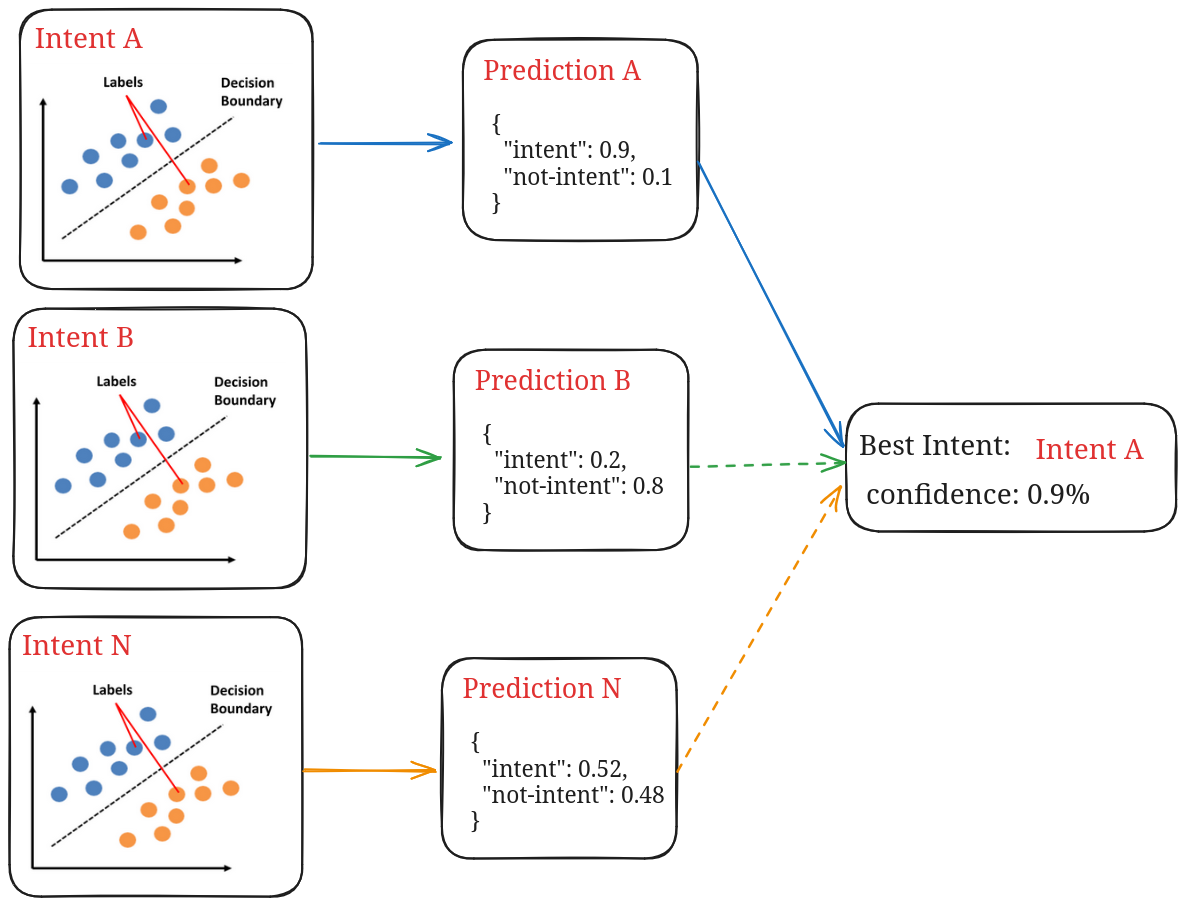 Intent A
Labels
Decision
Boundary
Prediction A
{
"intent": 0.9,
"not-intent": 0.1
}
Intent B
Labels
Decision
Boundary
Prediction B
{
"intent": 0.2,
"not-intent": 0.8
}
Best Intent: Intent A
confidence: 0.9%
Intent N
Labels
Decision
Boundary
Prediction N
{
"intent": 0.52,
"not-intent": 0.48
}